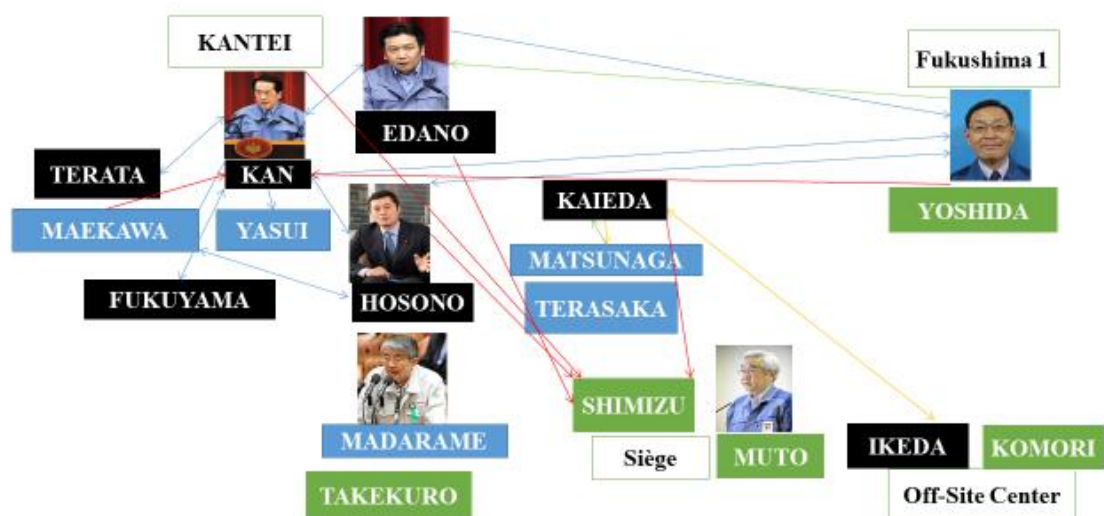 KANTEI
Fukushima 1
EDANO
TERATA
KAN
KAIEDA
YOSHIDA
MAEKAWA
YASUI
MATSUNAGA
FUKUYAMA
HOSONO
TERASAKA
SHIMIZU
MADARAME
Siège
MUTO
IKEDA
KOMORI
TAKEKURO
Off-Site Center